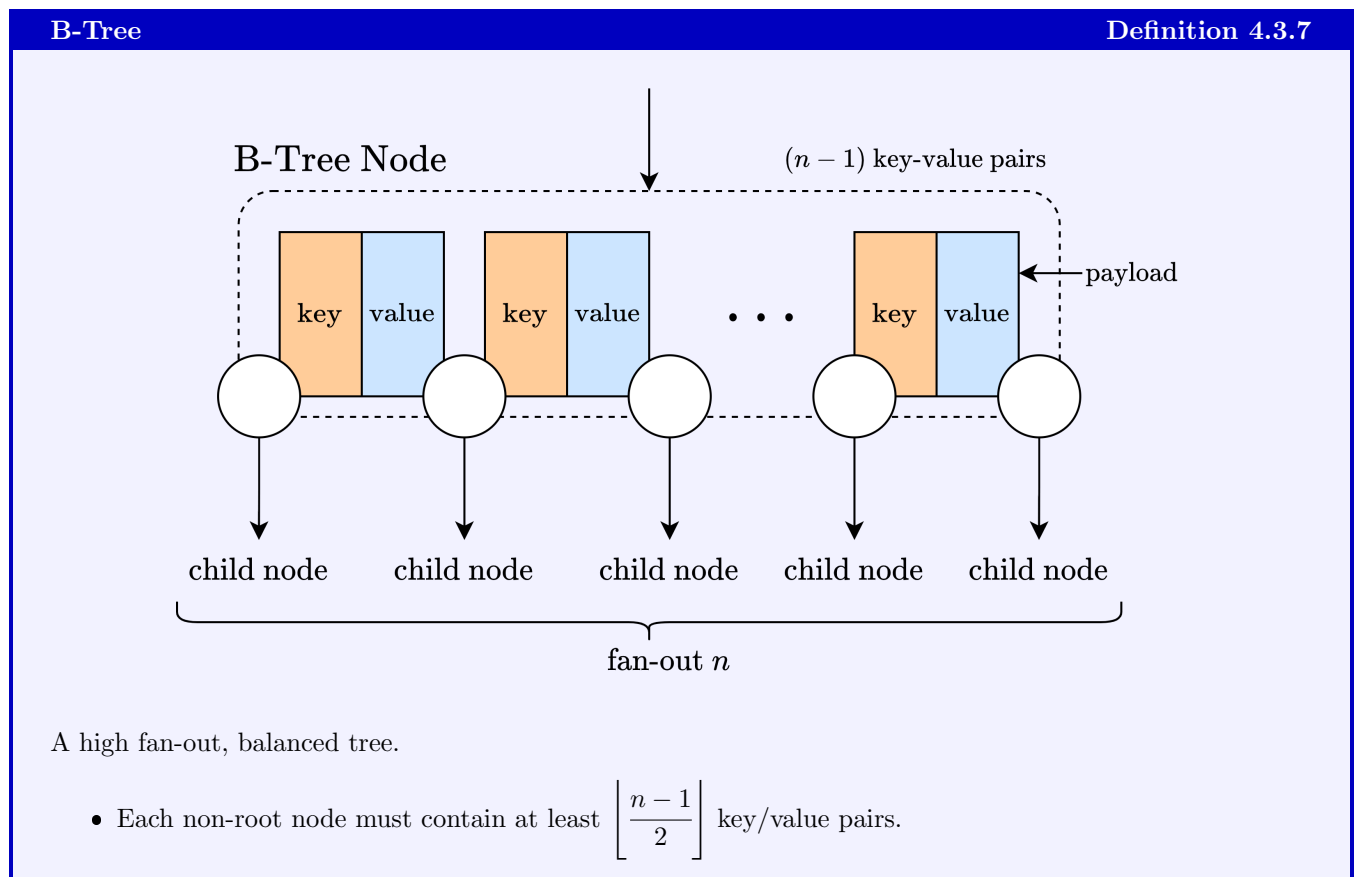 B-Tree Definition 4.3.7
B-Tree Node
(n − 1) key-value pairs
key value key value . . . key value
payload
child node child node child node child node child node
fan-out n
A high fan-out, balanced tree.
• Each non-root node must contain at least ⌊(n − 1)/2⌋ key/value pairs.